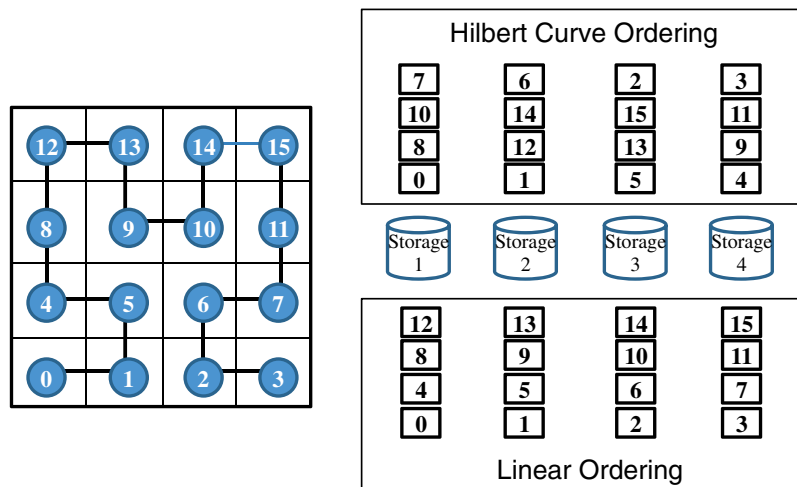 12 13 14 15
8 9 10 11
4 5 6 7
0 1 2 3
Hilbert Curve Ordering
7 6 2 3
10 14 15 11
8 12 13 9
0 1 5 4
Storage Storage Storage Storage
1 2 3 4
12 13 14 15
8 9 10 11
4 5 6 7
0 1 2 3
Linear Ordering